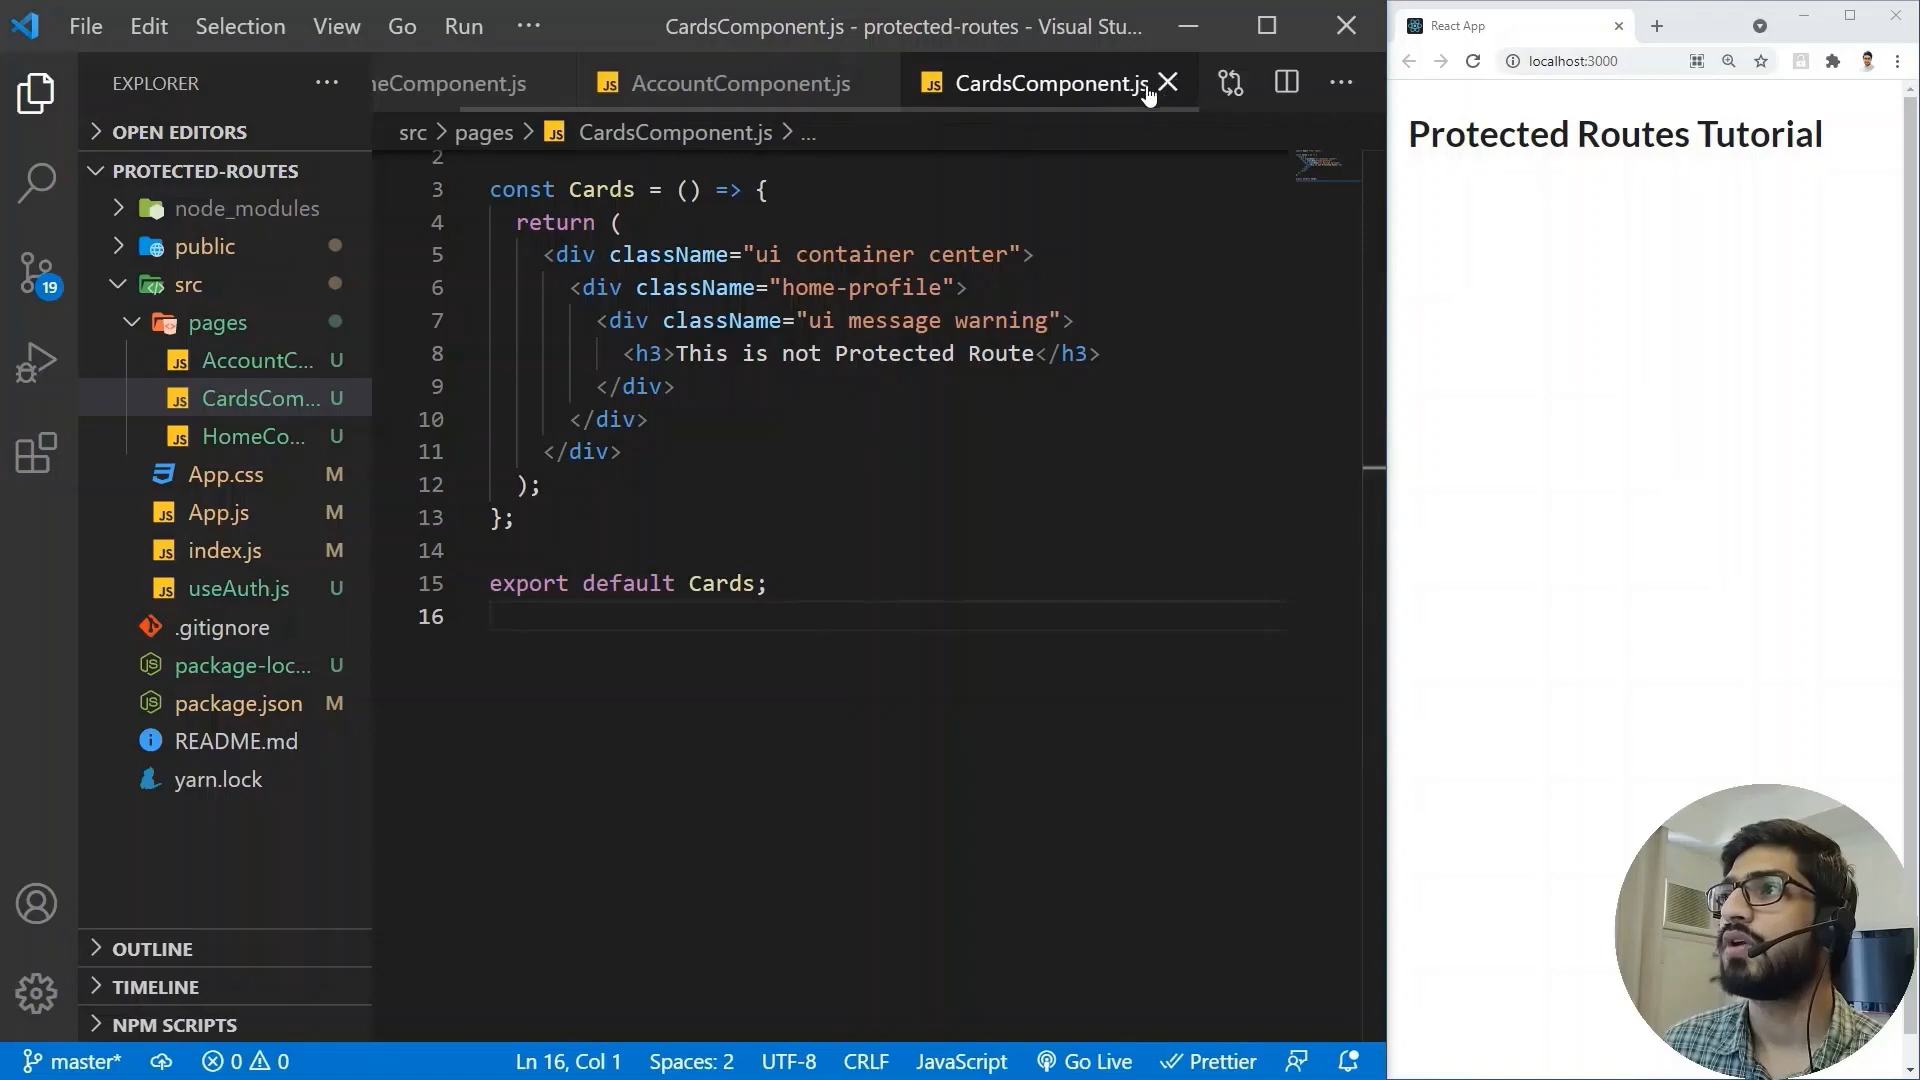 File Edit Selection View Go Run ··· CardsComponent.js - protected-routes - Visual Stu...
EXPLORER ···
OPEN EDITORS
PROTECTED-ROUTES
node_modules
public
src
pages
AccountC... U
CardsCom... U
HomeCo... U
App.css M
App.js M
index.js M
useAuth.js U
.gitignore
package-loc... U
package.json M
README.md
yarn.lock
OUTLINE
TIMELINE
NPM SCRIPTS
19
neComponent.js JS AccountComponent.js JS CardsComponent.js
src > pages > JS CardsComponent.js > ...
2
3 const Cards = () => {
4 return (
5 <div className="ui container center">
6 <div className="home-profile">
7 <div className="ui message warning">
8 <h3>This is not Protected Route</h3>
9 </div>
10 </div>
11 </div>
12 );
13 };
14
15 export default Cards;
16
master* 0 0 Ln 16, Col 1 Spaces: 2 UTF-8 CRLF JavaScript Go Live Prettier
React App
localhost:3000
Protected Routes Tutorial